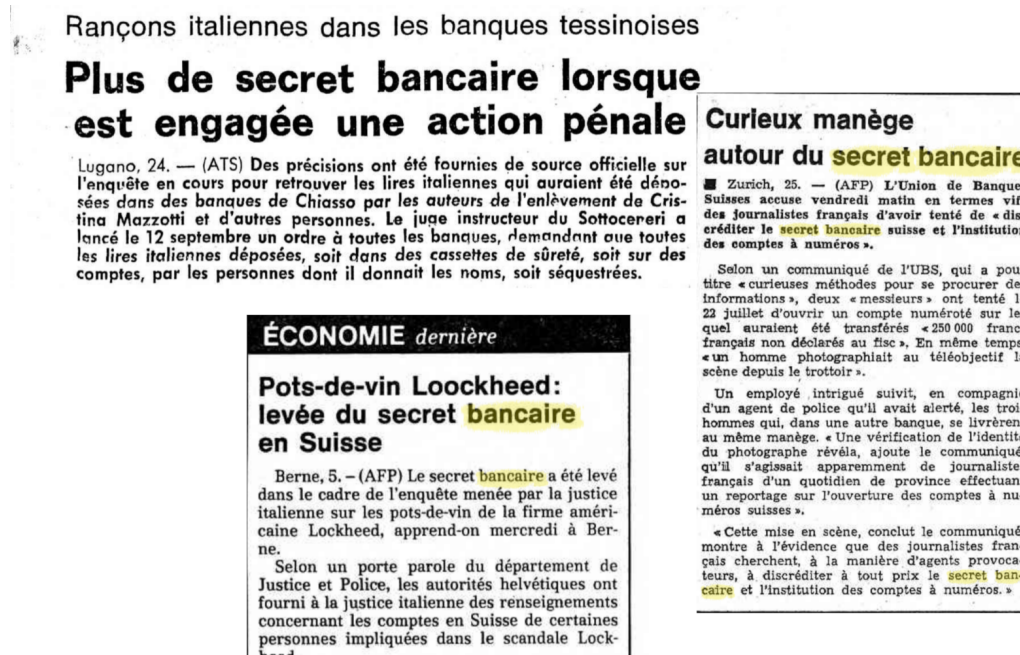 Rançons italiennes dans les banques tessinoises
Plus de secret bancaire lorsque
est engagée une action pénale
Lugano, 24. — (ATS) Des précisions ont été fournies de source officielle sur
l'enquête en cours pour retrouver les lires italiennes qui auraient été dépo-
sées dans des banques de Chiasso par les auteurs de l'enlèvement de Cris-
tina Mazzotti et d'autres personnes. Le juge instructeur du Sottocereri a
lancé le 12 septembre un ordre à toutes les banques, demandant que toutes
les lires italiennes déposées, soit dans des cassettes de sûreté, soit sur des
comptes, par les personnes dont il donnait les noms, soit séquestrées.
Curieux manège
autour du secret bancaire
Zurich, 25. — (AFP) L'Union de Banque
Suisses accuse vendredi matin en termes vif
des journalistes français d'avoir tenté de « dis
créditer le secret bancaire suisse et l'institution
des comptes à numéros ».
Selon un communiqué de l'UBS, qui a pou
titre « curieuses méthodes pour se procurer de
informations », deux « messieurs » ont tenté l
22 juillet d'ouvrir un compte numéroté sur le
quel auraient été transférés « 250 000 franc
français non déclarés au fisc ». En même temps
« un homme photographiait au téléobjectif l
scène depuis le trottoir ».
Un employé intrigué suivit, en compagnie
d'un agent de police qu'il avait alerté, les troi
hommes qui, dans une autre banque, se livrèren
au même manège. « Une vérification de l'identité
du photographe révéla, ajoute le communiqué
qu'il s'agissait apparemment de journaliste
français d'un quotidien de province effectuan
un reportage sur l'ouverture des comptes à nu
méros suisses ».
« Cette mise en scène, conclut le communiqué
montre à l'évidence que des journalistes fran
çais cherchent, à la manière d'agents provoca
teurs, à discréditer à tout prix le secret ban
caire et l'institution des comptes à numéros. »
ÉCONOMIE dernière
Pots-de-vin Loockheed:
levée du secret bancaire
en Suisse
Berne, 5. – (AFP) Le secret bancaire a été levé
dans le cadre de l'enquête menée par la justice
italienne sur les pots-de-vin de la firme améri-
caine Lockheed, apprend-on mercredi à Ber-
ne.
Selon un porte parole du département de
Justice et Police, les autorités helvétiques ont
fourni à la justice italienne des renseignements
concernant les comptes en Suisse de certaines
personnes impliquées dans le scandale Lock-